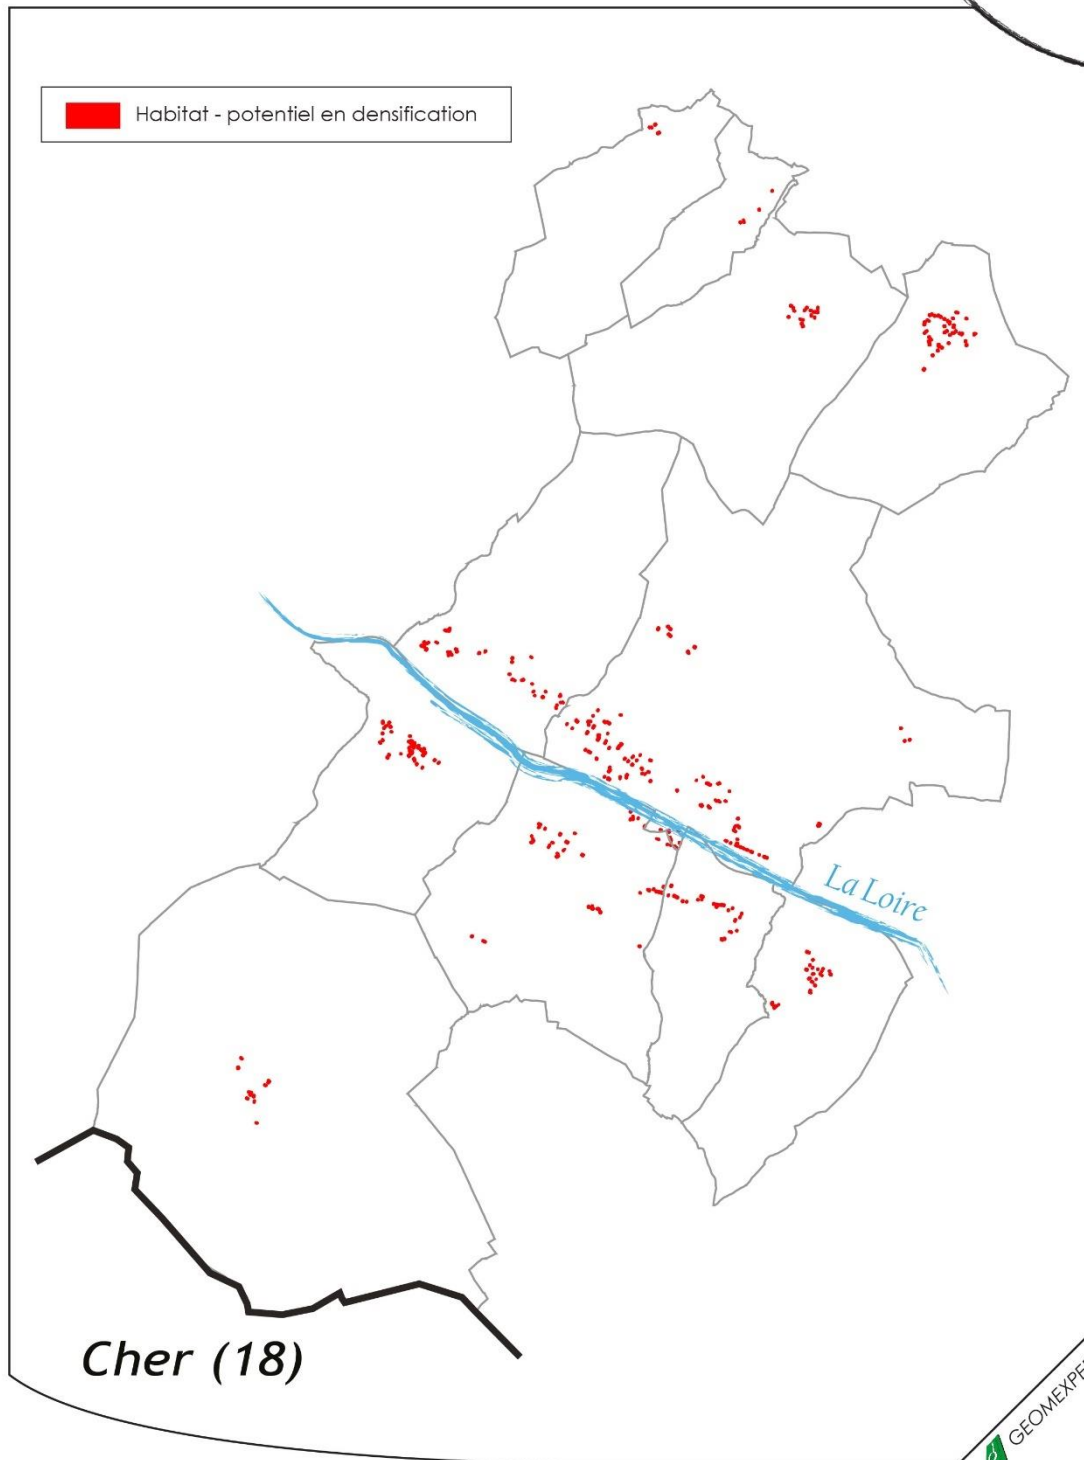 Habitat - potentiel en densification
La Loire
Cher (18)